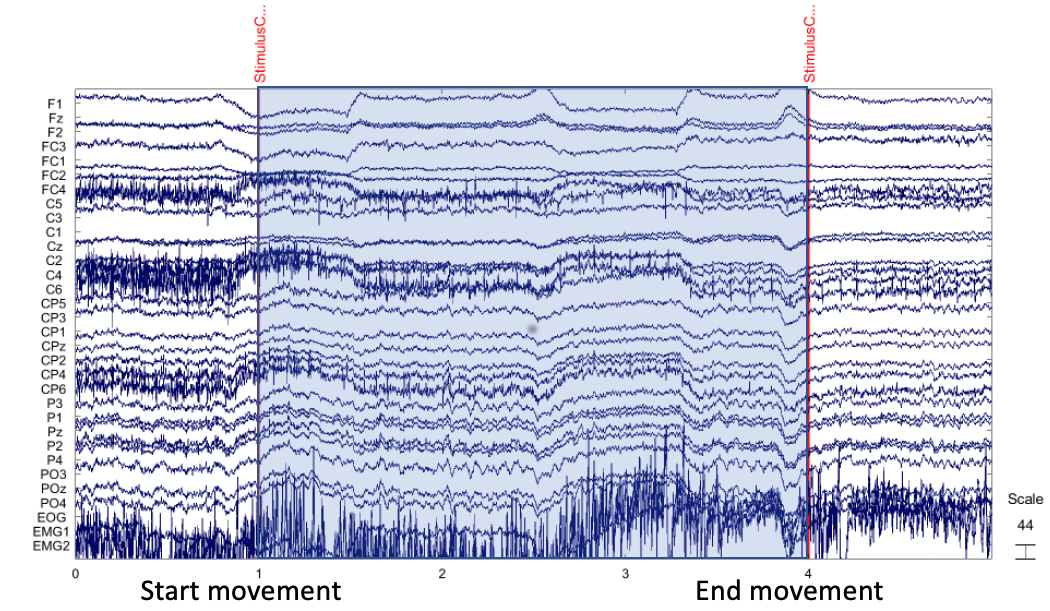 StimulusC...
StimulusC...
F1
Fz
F2
FC3
FC1
FC2
FC4
C5
C3
C1
Cz
C2
C4
C6
CP5
CP3
CP1
CPz
CP2
CP4
CP6
P3
P1
Pz
P2
P4
PO3
POz
PO4
EOG
EMG1
EMG2
Scale
44
0 1 2 3 4
Start movement End movement